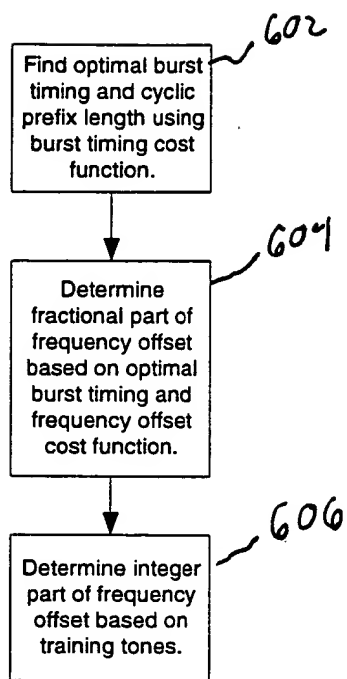 602
Find optimal burst
timing and cyclic
prefix length using
burst timing cost
function.
604
Determine
fractional part of
frequency offset
based on optimal
burst timing and
frequency offset
cost function.
606
Determine integer
part of frequency
offset based on
training tones.